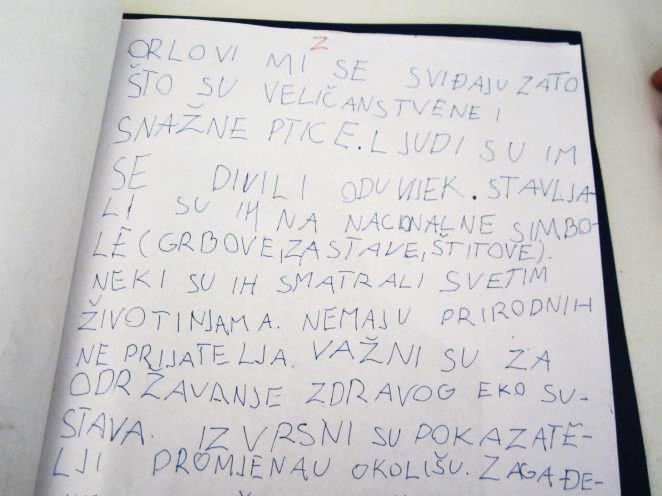 Z
ORLOVI MI SE SVIĐAJU ZATO
ŠTO SU VELIČANSTVENE I
SNAŽNE PTICE. LJUDI SU IM
SE DIVILI ODUVIJEK. STAVLJA-
LI SU IH NA NACIONALNE SIMBO-
LE (GRBOVE, ZASTAVE, ŠTITOVE).
NEKI SU IH SMATRALI SVETIM
ŽIVOTINJAMA. NEMAJU PRIRODNIH
NEPRIJATELJA. VAŽNI SU ZA
ODRŽAVANJE ZDRAVOG EKO SU-
STAVA. IZVRSNI SU POKAZATE-
LJI PROMJENA U OKOLIŠU. ZAGAĐE-